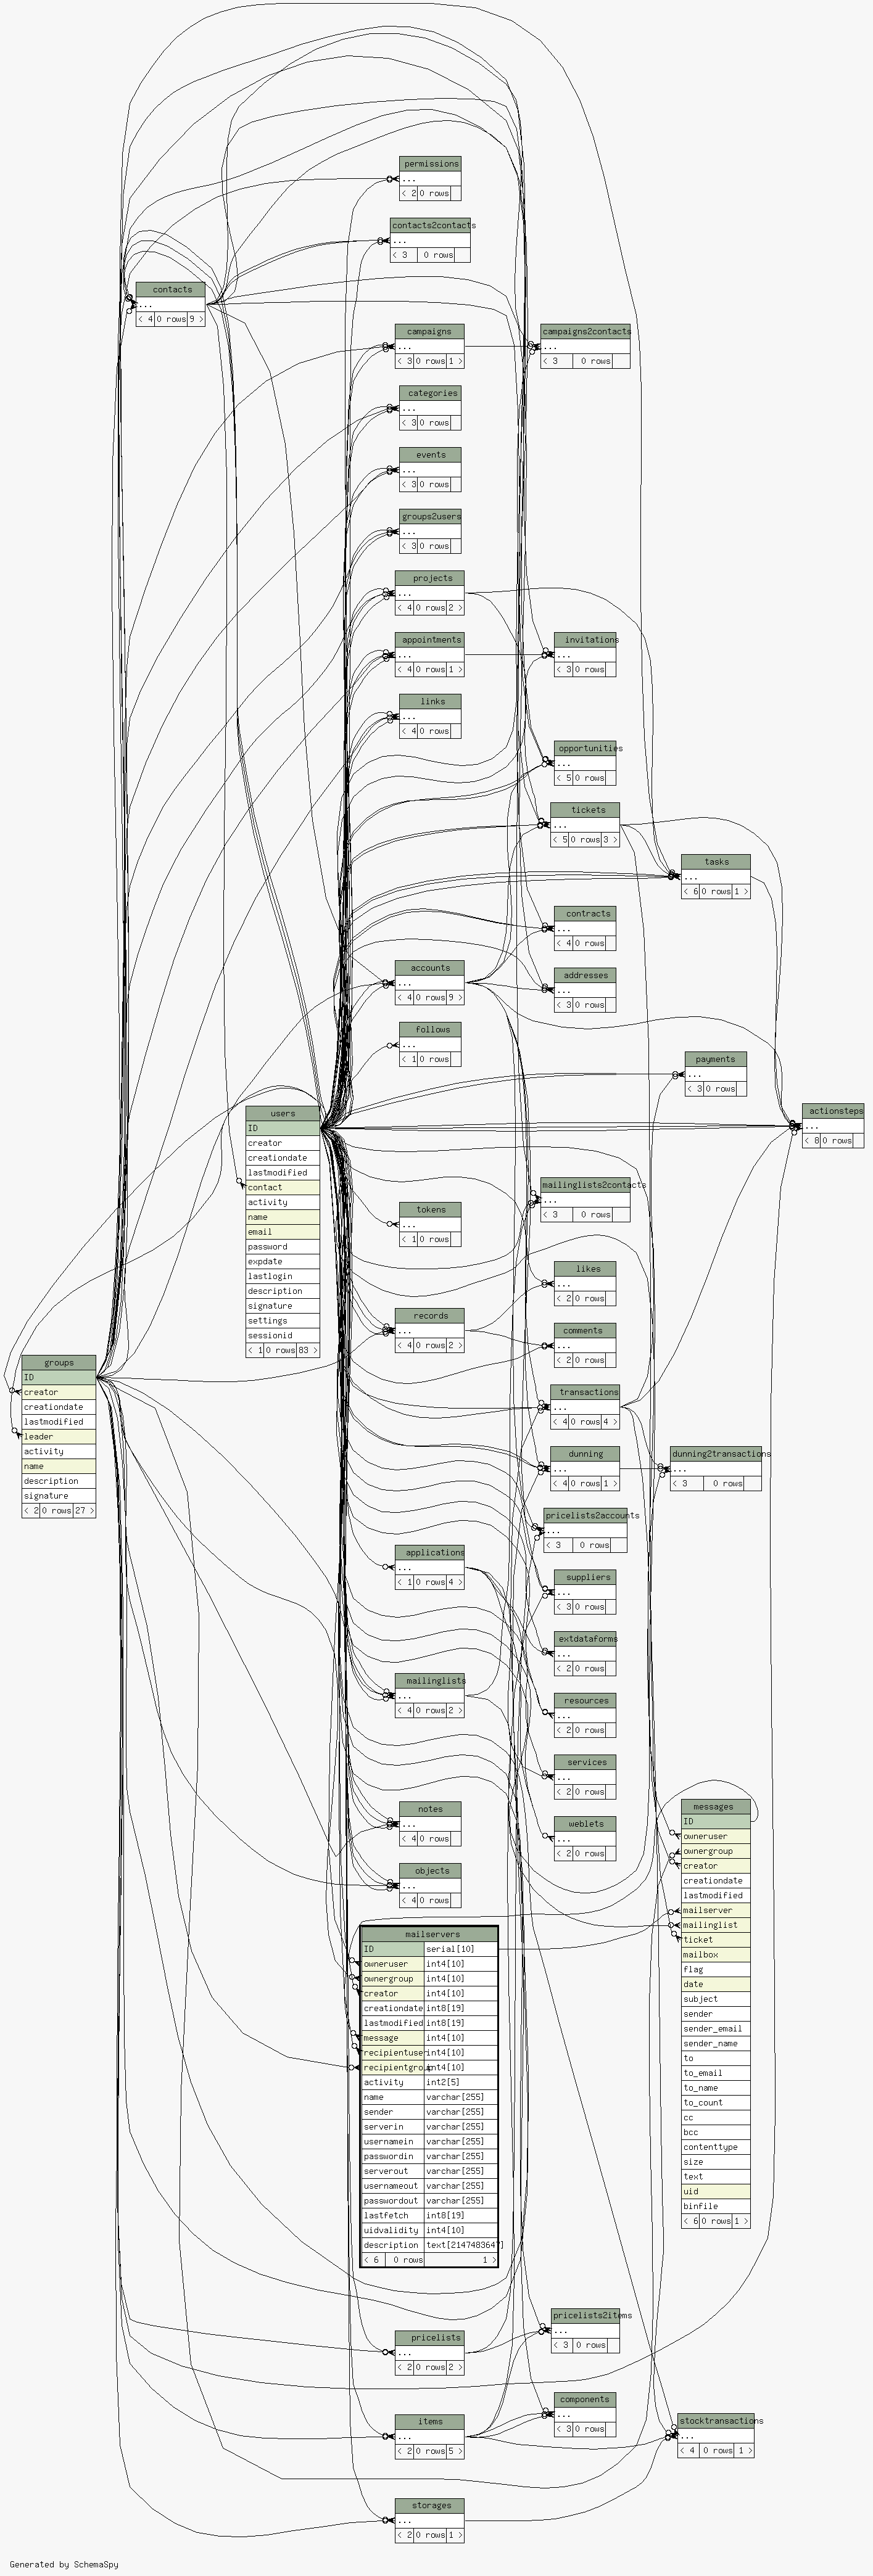 permissions
...
< 2 0 rows
contacts2contacts
...
< 3 0 rows
contacts
...
< 4 0 rows 9 >
campaigns
...
< 3 0 rows 1 >
campaigns2contacts
...
< 3 0 rows
categories
...
< 3 0 rows
events
...
< 3 0 rows
groups2users
...
< 3 0 rows
projects
...
< 4 0 rows 2 >
appointments
...
< 4 0 rows 1 >
invitations
...
< 3 0 rows
links
...
< 4 0 rows
opportunities
...
< 5 0 rows
tickets
...
< 5 0 rows 3 >
tasks
...
< 6 0 rows 1 >
contracts
...
< 4 0 rows
accounts
...
< 4 0 rows 9 >
addresses
...
< 3 0 rows
follows
...
< 1 0 rows
payments
...
< 3 0 rows
actionsteps
...
< 8 0 rows
users
ID
creator
creationdate
lastmodified
contact
activity
name
email
password
expdate
lastlogin
description
signature
settings
sessionid
< 1 0 rows 83 >
mailinglists2contacts
...
< 3 0 rows
tokens
...
< 1 0 rows
likes
...
< 2 0 rows
records
...
< 4 0 rows 2 >
comments
...
< 2 0 rows
groups
ID
creator
creationdate
lastmodified
leader
activity
name
description
signature
< 2 0 rows 27 >
transactions
...
< 4 0 rows 4 >
dunning
...
< 4 0 rows 1 >
dunning2transactions
...
< 3 0 rows
pricelists2accounts
...
< 3 0 rows
applications
...
< 1 0 rows 4 >
suppliers
...
< 3 0 rows
extdataforms
...
< 2 0 rows
mailinglists
...
< 4 0 rows 2 >
resources
...
< 2 0 rows
services
...
< 2 0 rows
notes
...
< 4 0 rows
weblets
...
< 2 0 rows
objects
...
< 4 0 rows
messages
ID
owneruser
ownergroup
creator
creationdate
lastmodified
mailserver
mailinglist
ticket
mailbox
flag
date
subject
sender
sender_email
sender_name
to
to_email
to_name
to_count
cc
bcc
contenttype
size
text
uid
binfile
< 6 0 rows 1 >
mailservers
ID serial[10]
owneruser int4[10]
ownergroup int4[10]
creator int4[10]
creationdate int8[19]
lastmodified int8[19]
message int4[10]
recipientuser int4[10]
recipientgroup int4[10]
activity int2[5]
name varchar[255]
sender varchar[255]
serverin varchar[255]
usernamein varchar[255]
passwordin varchar[255]
serverout varchar[255]
usernameout varchar[255]
passwordout varchar[255]
lastfetch int8[19]
uidvalidity int4[10]
description text[2147483647]
< 6 0 rows 1 >
pricelists2items
...
< 3 0 rows
pricelists
...
< 2 0 rows 2 >
components
...
< 3 0 rows
items
...
< 2 0 rows 5 >
stocktransactions
...
< 4 0 rows 1 >
storages
...
< 2 0 rows 1 >
Generated by SchemaSpy